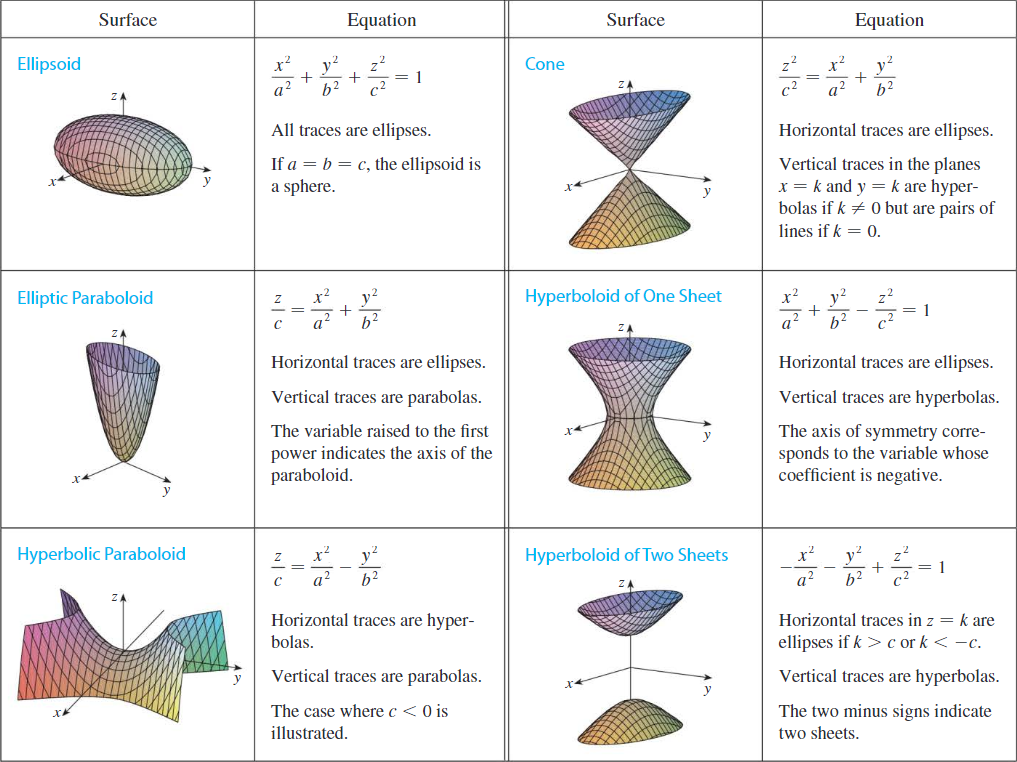 Surface Equation Surface Equation
Ellipsoid
x²/a² + y²/b² + z²/c² = 1
z
x
y
All traces are ellipses.
If a = b = c, the ellipsoid is
a sphere.
Cone
z²/c² = x²/a² + y²/b²
z
x
y
Horizontal traces are ellipses.
Vertical traces in the planes
x = k and y = k are hyper-
bolas if k ≠ 0 but are pairs of
lines if k = 0.
Elliptic Paraboloid
z/c = x²/a² + y²/b²
z
x
y
Horizontal traces are ellipses.
Vertical traces are parabolas.
The variable raised to the first
power indicates the axis of the
paraboloid.
Hyperboloid of One Sheet
x²/a² + y²/b² − z²/c² = 1
z
x
y
Horizontal traces are ellipses.
Vertical traces are hyperbolas.
The axis of symmetry corre-
sponds to the variable whose
coefficient is negative.
Hyperbolic Paraboloid
z/c = x²/a² − y²/b²
z
x
y
Horizontal traces are hyper-
bolas.
Vertical traces are parabolas.
The case where c < 0 is
illustrated.
Hyperboloid of Two Sheets
−x²/a² − y²/b² + z²/c² = 1
z
x
y
Horizontal traces in z = k are
ellipses if k > c or k < −c.
Vertical traces are hyperbolas.
The two minus signs indicate
two sheets.